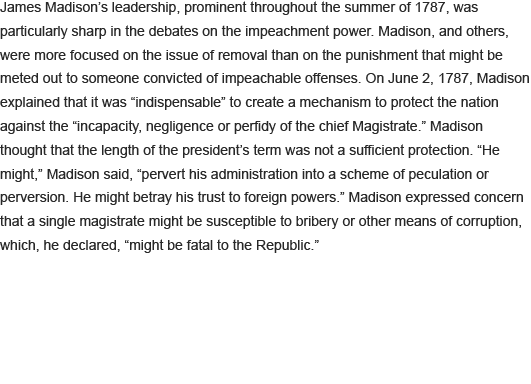 James Madison’s leadership, prominent throughout the summer of 1787, was
particularly sharp in the debates on the impeachment power. Madison, and others,
were more focused on the issue of removal than on the punishment that might be
meted out to someone convicted of impeachable offenses. On June 2, 1787, Madison
explained that it was “indispensable” to create a mechanism to protect the nation
against the “incapacity, negligence or perfidy of the chief Magistrate.” Madison
thought that the length of the president’s term was not a sufficient protection. “He
might,” Madison said, “pervert his administration into a scheme of peculation or
perversion. He might betray his trust to foreign powers.” Madison expressed concern
that a single magistrate might be susceptible to bribery or other means of corruption,
which, he declared, “might be fatal to the Republic.”